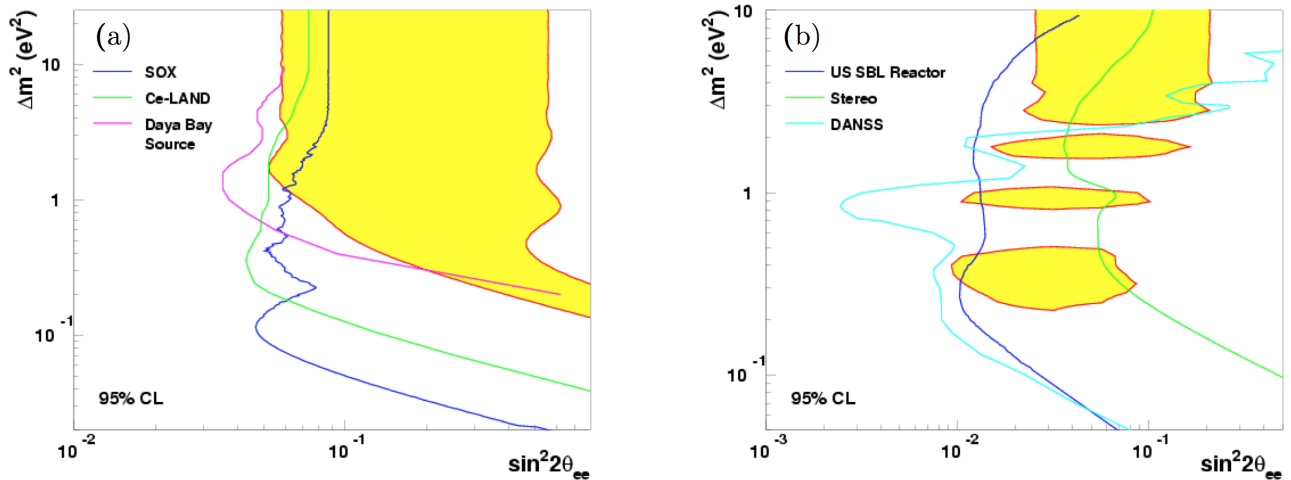 (a)
Δm² (eV²)
10
1
10⁻¹
SOX
Ce-LAND
Daya Bay
Source
95% CL
10⁻²
10⁻¹
sin²2θee
(b)
Δm² (eV²)
10
1
10⁻¹
US SBL Reactor
Stereo
DANSS
95% CL
10⁻³
10⁻²
10⁻¹
sin²2θee